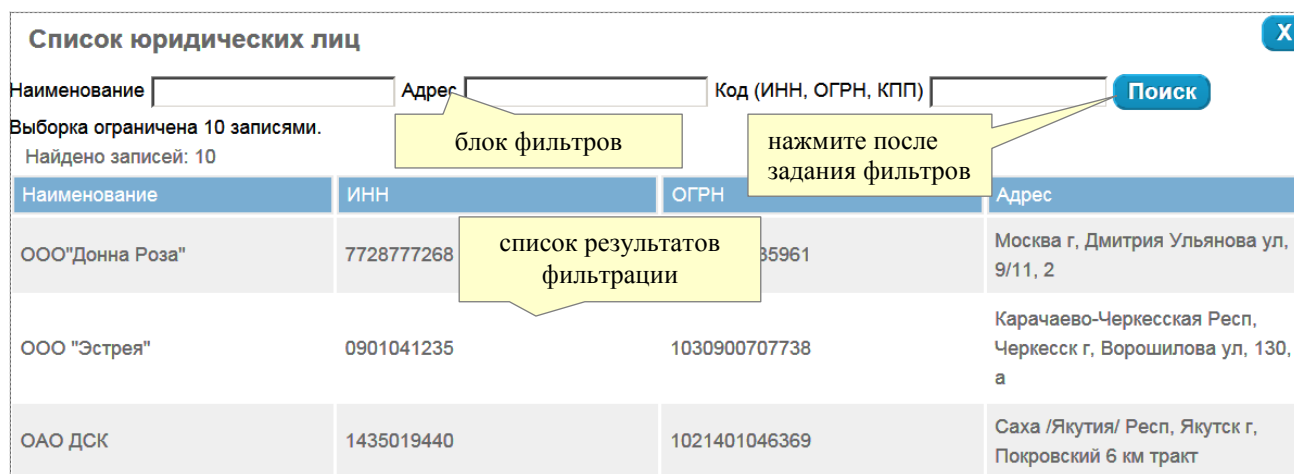 Список юридических лиц
X
Наименование Адрес Код (ИНН, ОГРН, КПП) Поиск
Выборка ограничена 10 записями.
блок фильтров
нажмите после
задания фильтров
Найдено записей: 10
Наименование ИНН ОГРН Адрес
список результатов
фильтрации
ООО"Донна Роза" 7728777268 35961 Москва г, Дмитрия Ульянова ул,
9/11, 2
ООО "Эстрея" 0901041235 1030900707738 Карачаево-Черкесская Респ,
Черкесск г, Ворошилова ул, 130,
а
ОАО ДСК 1435019440 1021401046369 Саха /Якутия/ Респ, Якутск г,
Покровский 6 км тракт